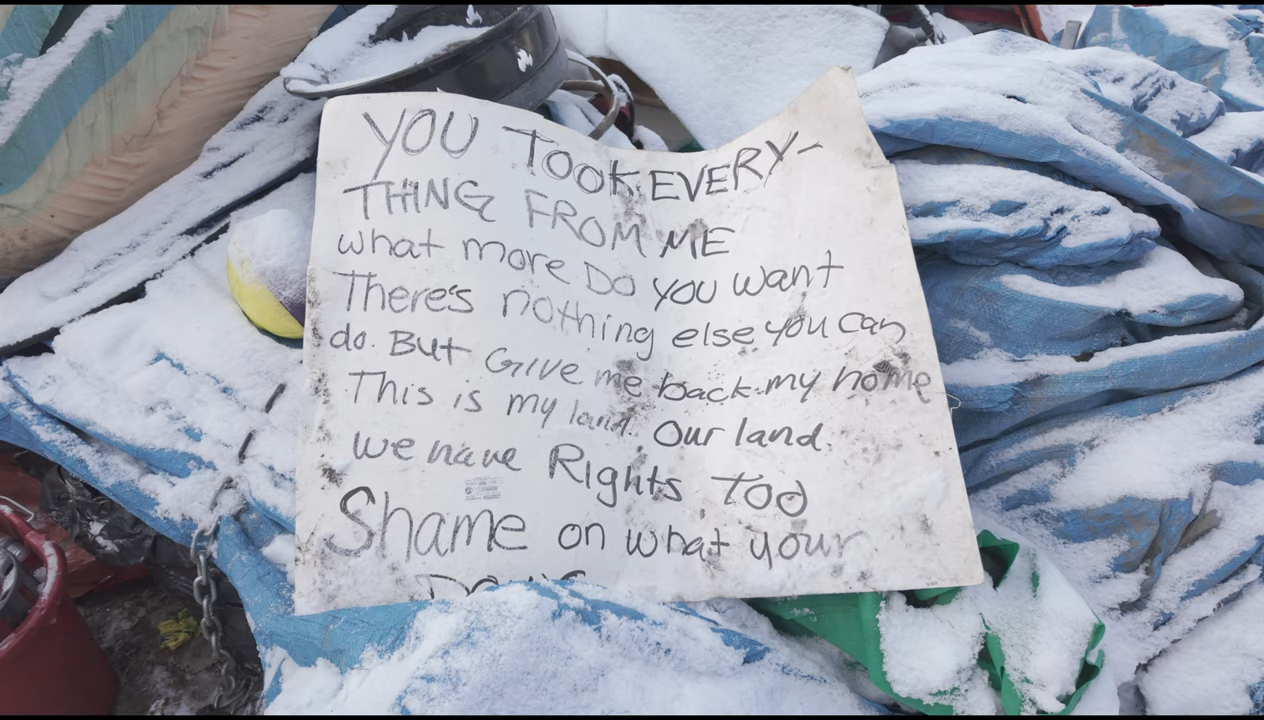 YOU TOOK EVERY-
THING FROM ME
what more Do you want
There's nothing else you can
do. But Give me back my home
This is my land. Our land.
we have Rights Too
Shame on what your